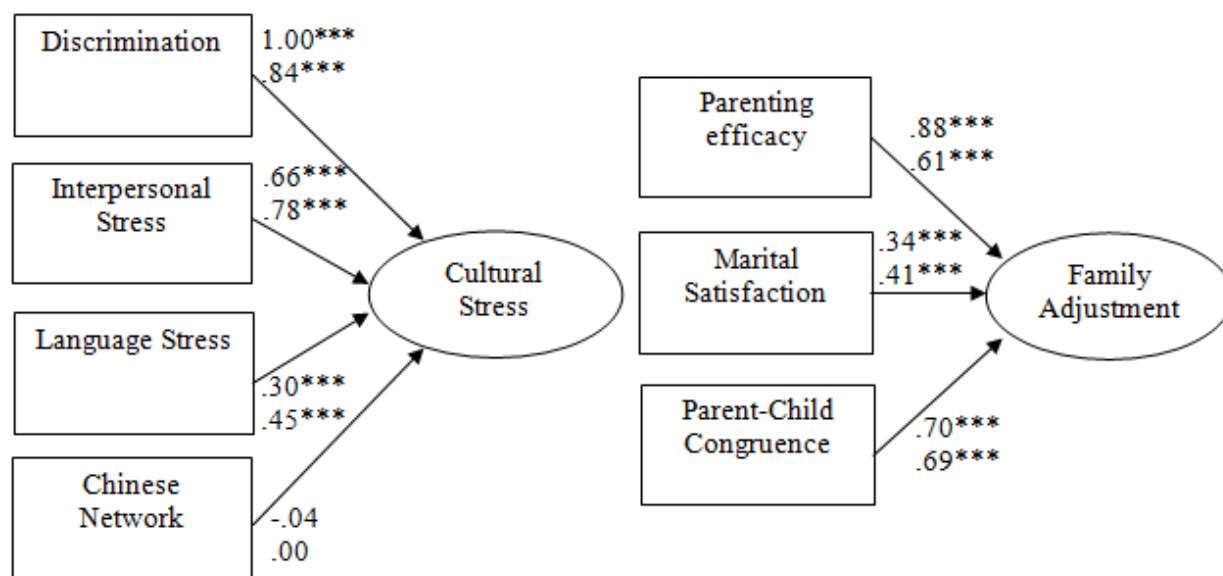 Discrimination
1.00***
.84***
Interpersonal
Stress
.66***
.78***
Language Stress
.30***
.45***
Chinese
Network
-.04
.00
Cultural
Stress
Parenting
efficacy
.88***
.61***
Marital
Satisfaction
.34***
.41***
Parent-Child
Congruence
.70***
.69***
Family
Adjustment